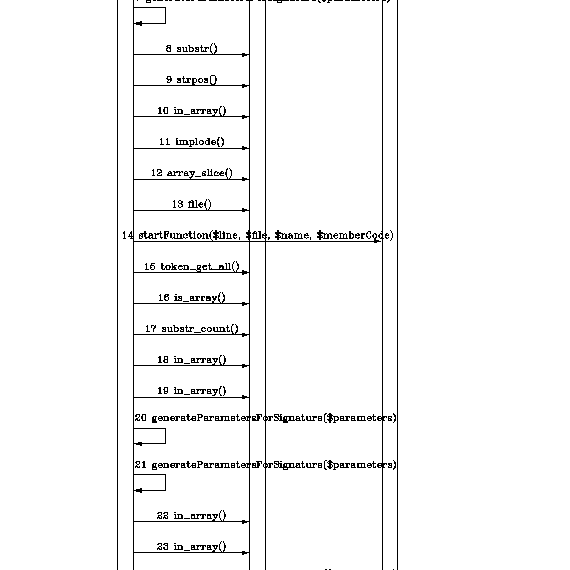 8 substr()
9 strpos()
10 in_array()
11 implode()
12 array_slice()
13 file()
14 startFunction($line, $file, $name, $memberCode)
15 token_get_all()
16 is_array()
17 substr_count()
18 in_array()
19 in_array()
20 generateParametersForSignature($parameters)
21 generateParametersForSignature($parameters)
22 in_array()
23 in_array()